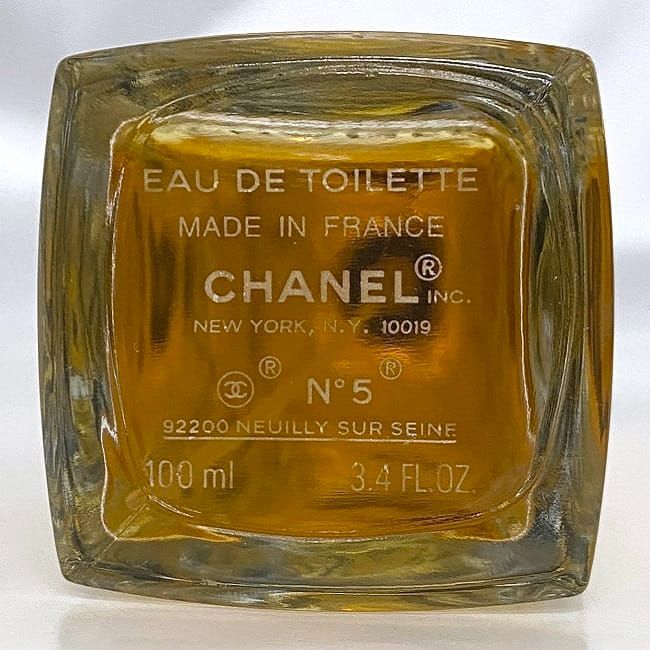 EAU DE TOILETTE
MADE IN FRANCE
CHANEL® INC.
NEW YORK, N.Y. 10019
® N°5®
92200 NEUILLY SUR SEINE
100 ml 3.4 FL.OZ.